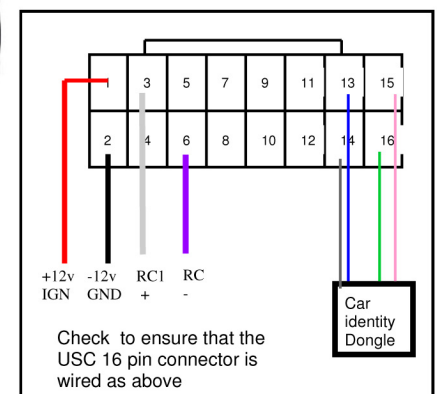 1 3 5 7 9 11 13 15
2 4 6 8 10 12 14 16
+12v -12v RC1 RC
IGN GND + -
Car
identity
Dongle
Check to ensure that the
USC 16 pin connector is
wired as above